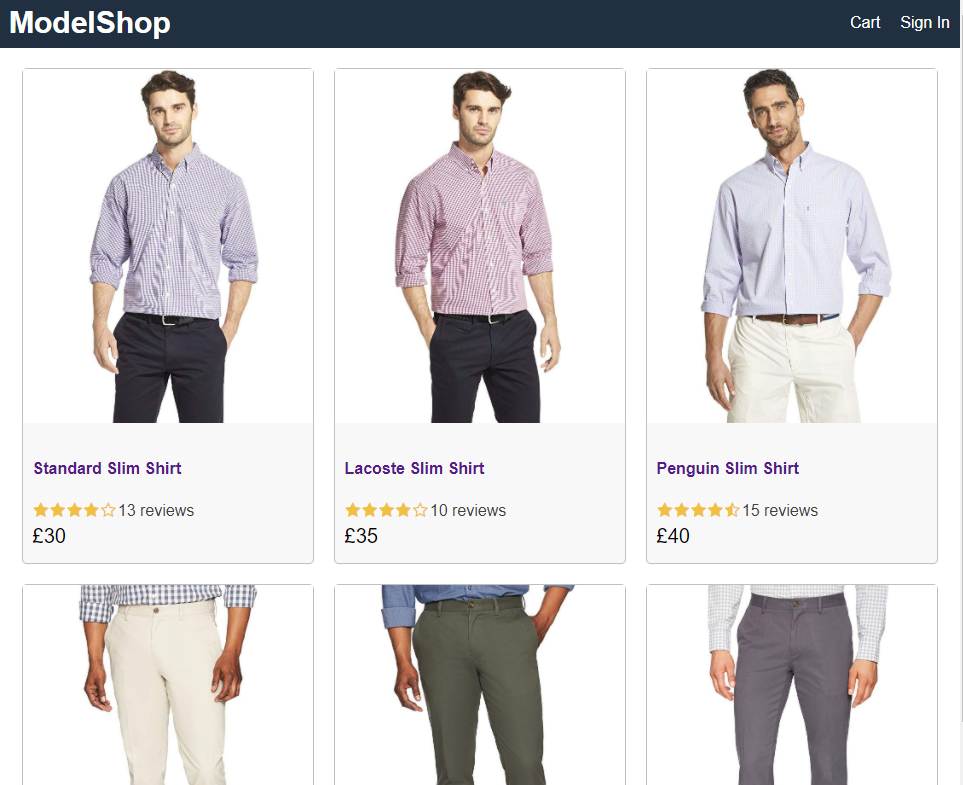 ModelShop
Cart Sign In
Standard Slim Shirt
13 reviews
£30
Lacoste Slim Shirt
10 reviews
£35
Penguin Slim Shirt
15 reviews
£40